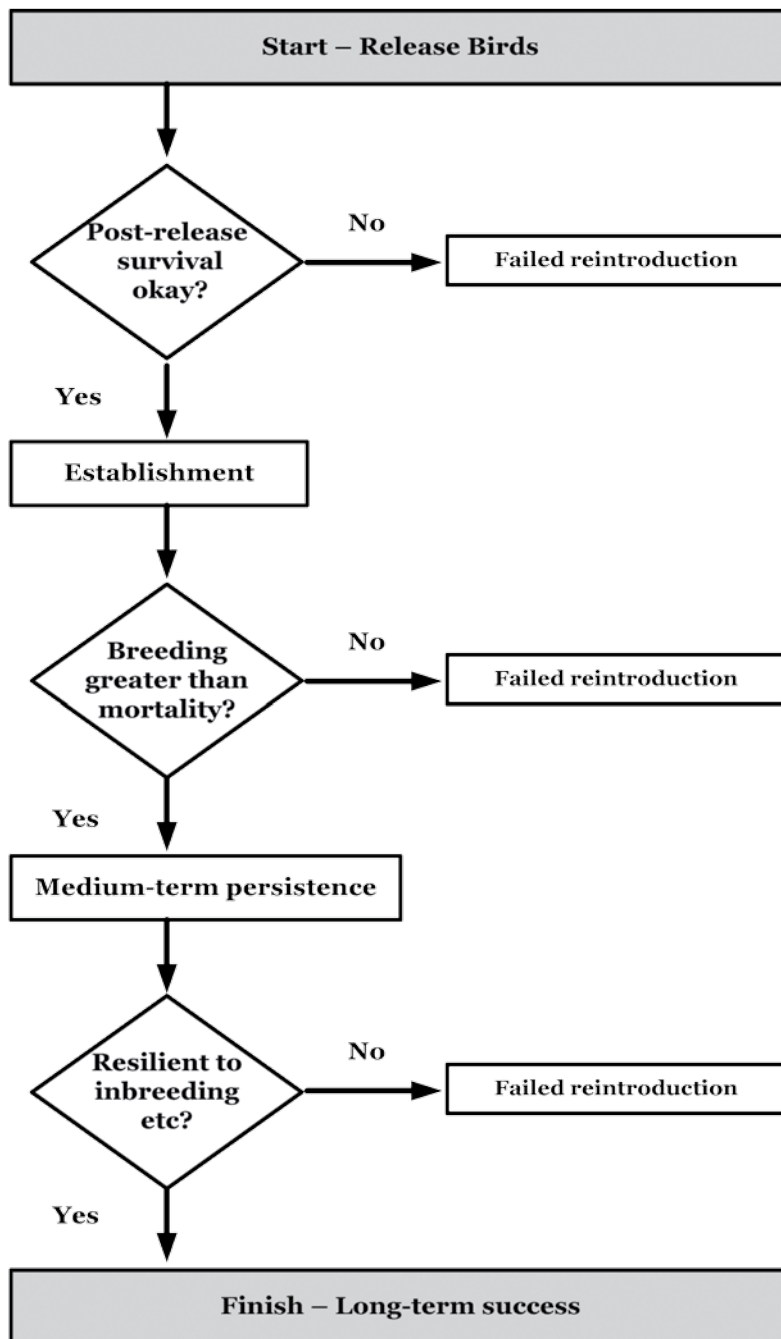 Start – Release Birds
Post-release
survival
okay?
No
Failed reintroduction
Yes
Establishment
Breeding
greater than
mortality?
No
Failed reintroduction
Yes
Medium-term persistence
Resilient to
inbreeding
etc?
No
Failed reintroduction
Yes
Finish – Long-term success